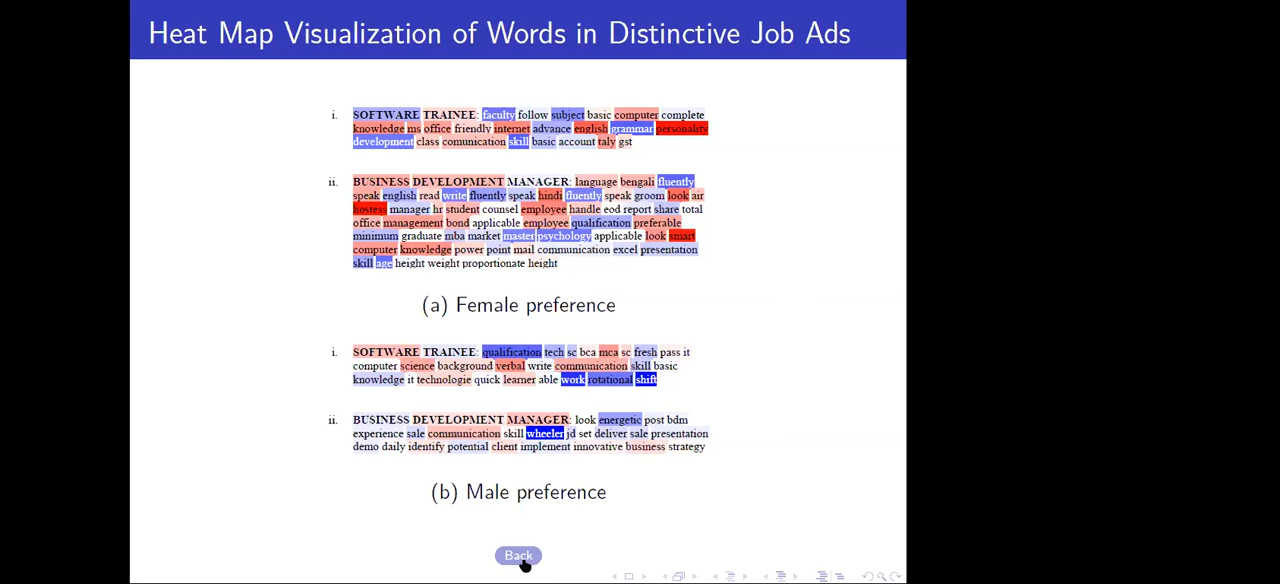 Heat Map Visualization of Words in Distinctive Job Ads
i. SOFTWARE TRAINEE: faculty follow subject basic computer complete
knowledge ms office friendly internet advance english grammar personality
development class comunication skill basic account taly gst
ii. BUSINESS DEVELOPMENT MANAGER: language bengali fluently
speak english read write fluently speak hindi fluently speak groom look air
hostess manager hr student counsel employee handle eod report share total
office management bond applicable employee qualification preferable
minimum graduate mba market master psychology applicable look smart
computer knowledge power point mail communication excel presentation
skill age height weight proportionate height
(a) Female preference
i. SOFTWARE TRAINEE: qualification tech sc bca mca sc fresh pass it
computer science background verbal write communication skill basic
knowledge it technologie quick learner able work rotational shift
ii. BUSINESS DEVELOPMENT MANAGER: look energetic post bdm
experience sale communication skill wheeler jd set deliver sale presentation
demo daily identify potential client implement innovative business strategy
(b) Male preference
Back